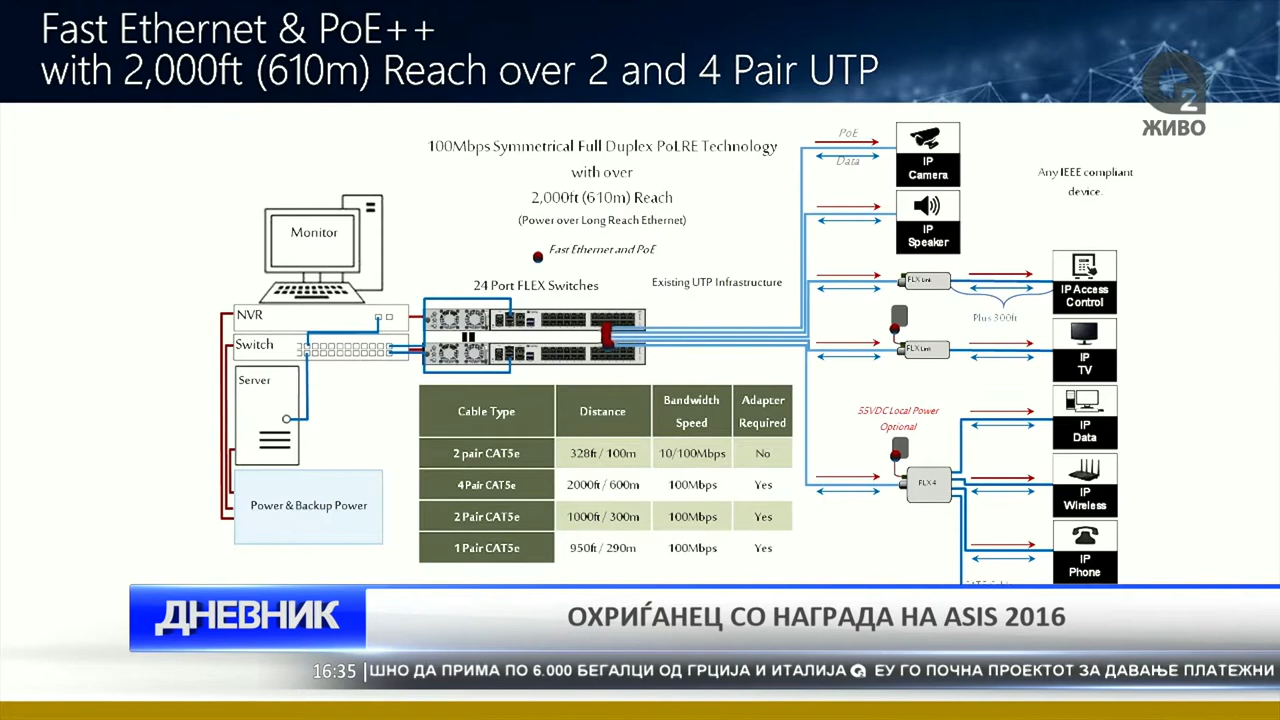 Fast Ethernet & PoE++
with 2,000ft (610m) Reach over 2 and 4 Pair UTP
2
ЖИВО
100Mbps Symmetrical Full Duplex PoLRE Technology
with over
2,000ft (610m) Reach
(Power over Long Reach Ethernet)
Fast Ethernet and PoE
24 Port FLEX Switches
Existing UTP Infrastructure
PoE
Data
IP
Camera
Any IEEE compliant
device.
IP
Speaker
Monitor
NVR
Switch
Server
Power & Backup Power
FLX Link
Plus 300ft
IP Access
Control
FLX Link
IP
TV
55VDC Local Power
Optional
FLX 4
IP
Data
IP
Wireless
IP
Phone
Cable Type Distance Bandwidth Speed Adapter Required
2 pair CAT5e 328ft / 100m 10/100Mbps No
4 Pair CAT5e 2000ft / 600m 100Mbps Yes
2 Pair CAT5e 1000ft / 300m 100Mbps Yes
1 Pair CAT5e 950ft / 290m 100Mbps Yes
ДНЕВНИК
ОХРИЃАНЕЦ СО НАГРАДА НА ASIS 2016
16:35 ШНО ДА ПРИМА ПО 6.000 БЕГАЛЦИ ОД ГРЦИЈА И ИТАЛИЈА ЕУ ГО ПОЧНА ПРОЕКТОТ ЗА ДАВАЊЕ ПЛАТЕЖНИ